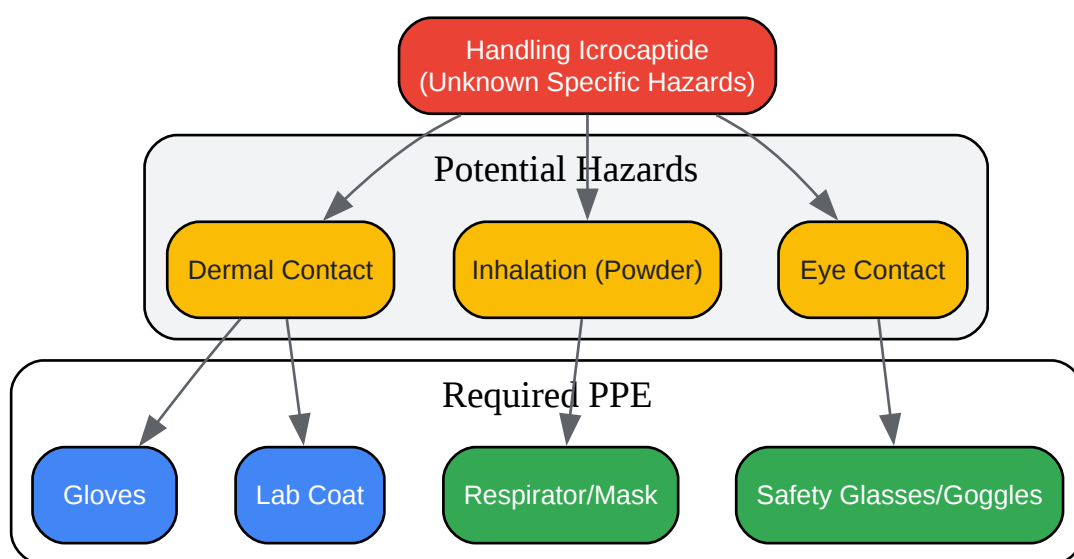 Handling Icrocaptide
(Unknown Specific Hazards)
Potential Hazards
Dermal Contact
Inhalation (Powder)
Eye Contact
Required PPE
Gloves
Lab Coat
Respirator/Mask
Safety Glasses/Goggles